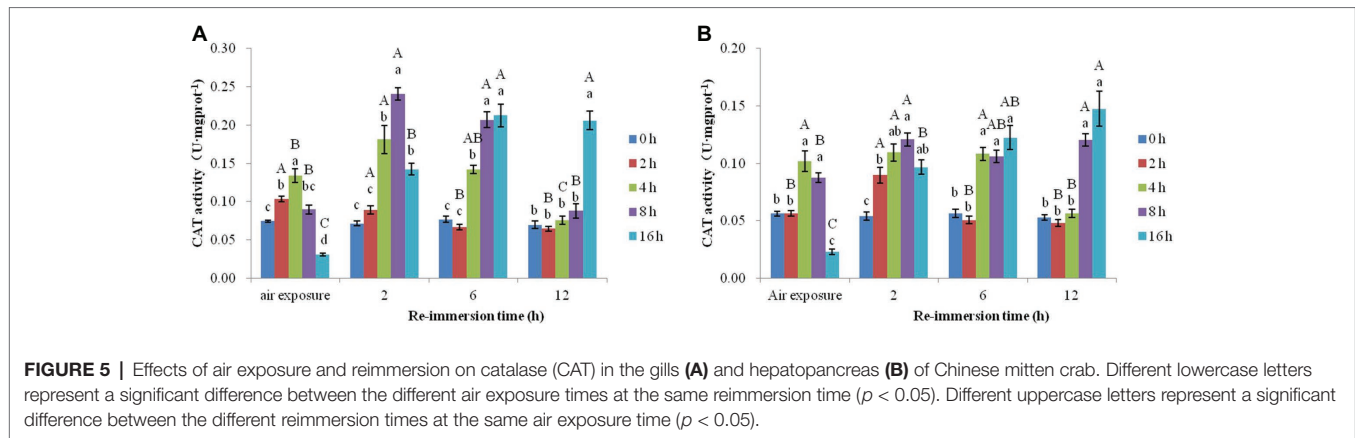 A
CAT activity（U·mgprot⁻¹）
0.30
0.25
0.20
0.15
0.10
0.05
0.00
c
A
b
B
a
B
bc
C
d
c
A
c
A
b
A
a
B
b
c
B
c
AB
b
A
a
A
a
b
B
b
C
b
B
b
A
a
air exposure 2 6 12
Re-immersion time (h)
0 h
2 h
4 h
8 h
16 h
B
CAT activity（U·mgprot⁻¹）
0.20
0.15
0.10
0.05
0.00
b
B
b
A
a
B
a
C
c
c
A
b
A
ab
A
a
B
ab
b
B
b
A
a
AB
a
AB
a
b
B
b
B
b
A
a
A
a
Air exposure 2 6 12
Re-immersion time (h)
0 h
2 h
4 h
8 h
16 h
FIGURE 5 | Effects of air exposure and reimmersion on catalase (CAT) in the gills (A) and hepatopancreas (B) of Chinese mitten crab. Different lowercase letters
represent a significant difference between the different air exposure times at the same reimmersion time (p < 0.05). Different uppercase letters represent a significant
difference between the different reimmersion times at the same air exposure time (p < 0.05).